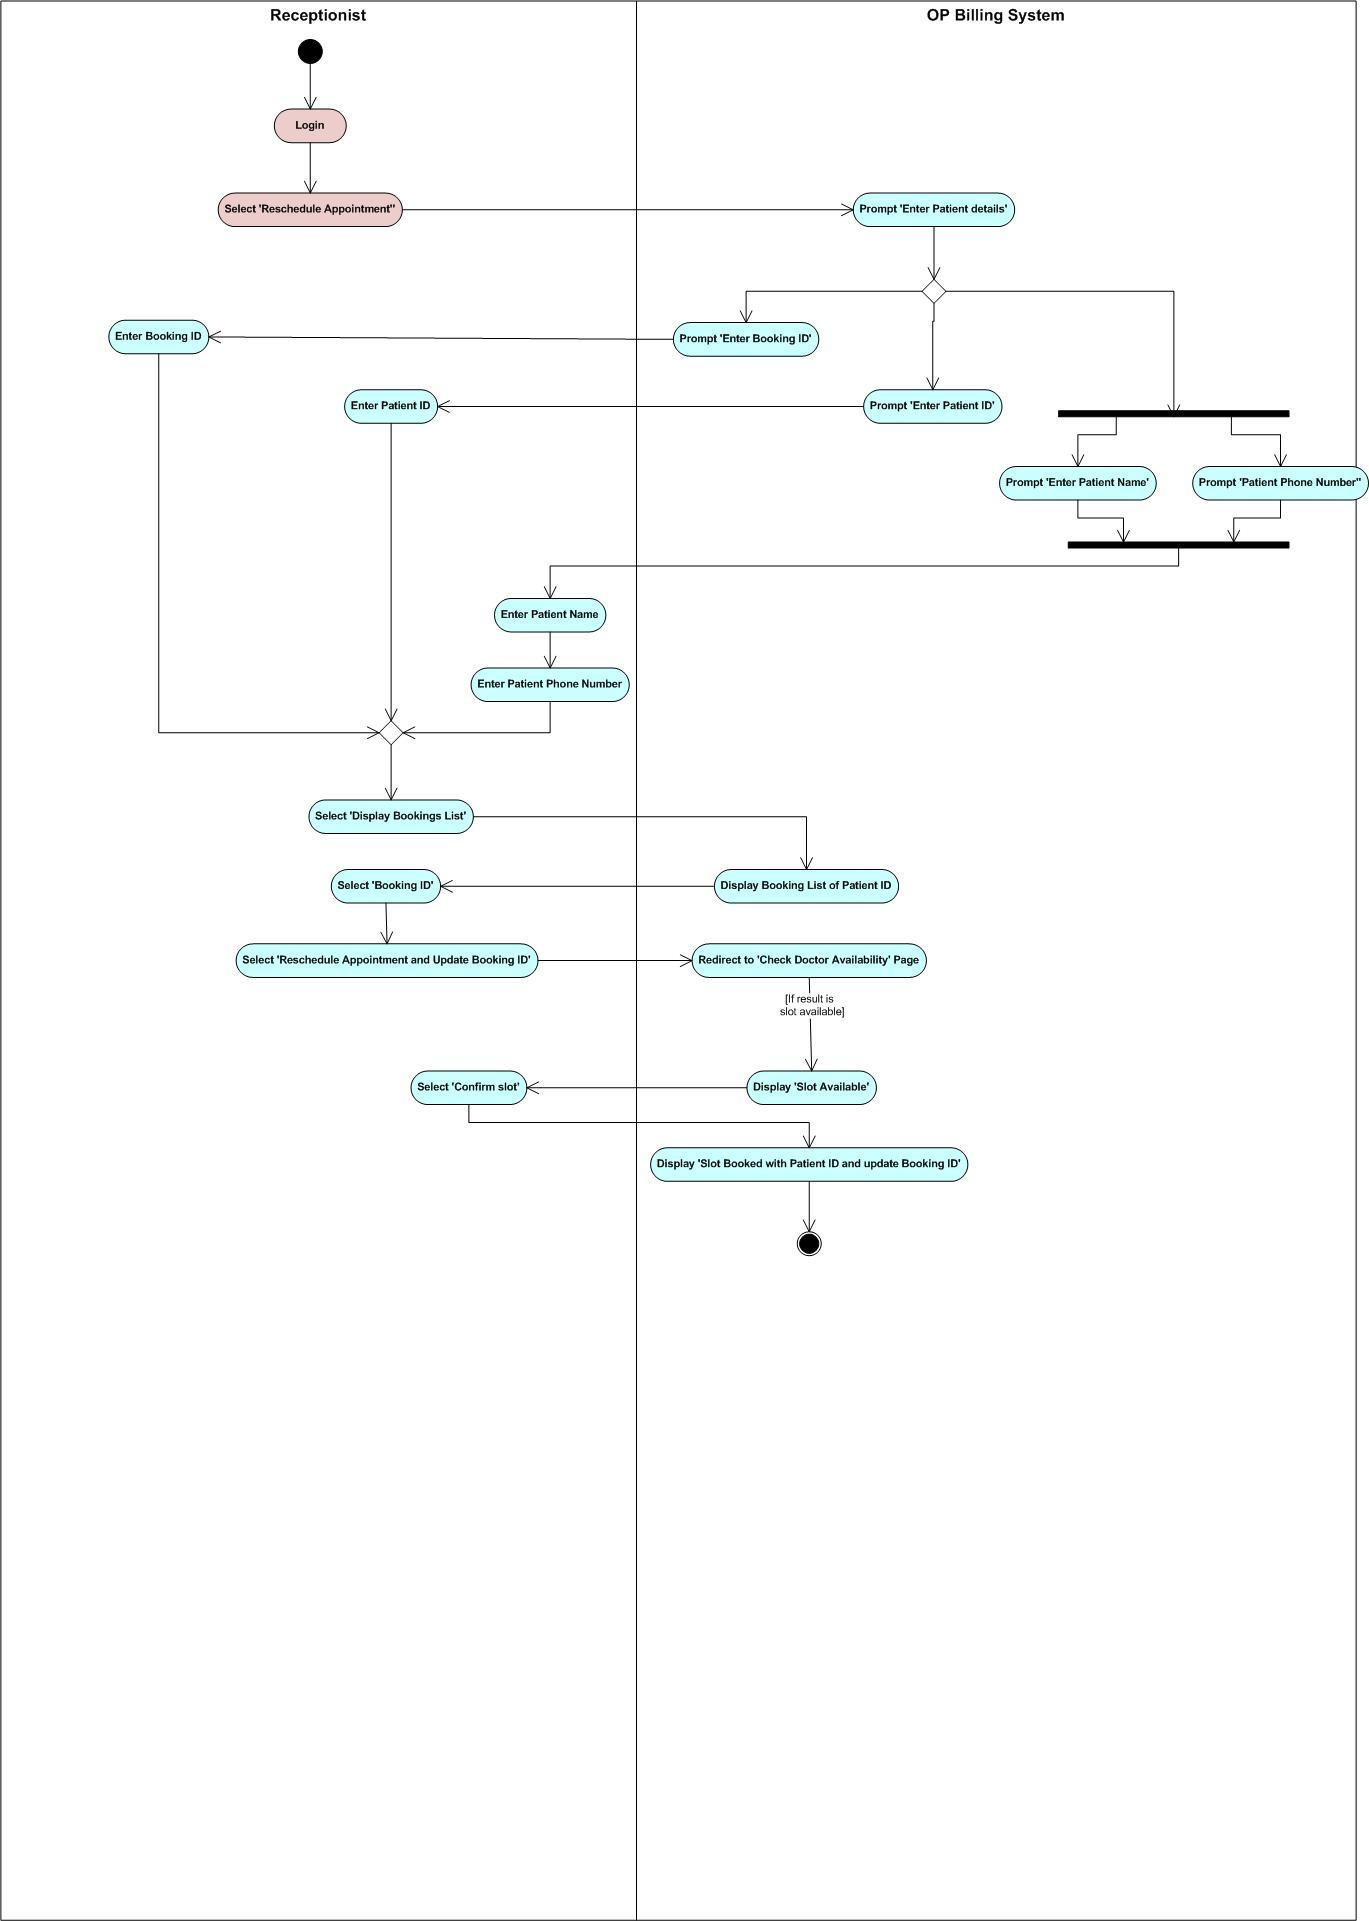 Receptionist
OP Billing System
Login
Select 'Reschedule Appointment"
Prompt 'Enter Patient details'
Enter Booking ID
Prompt 'Enter Booking ID'
Enter Patient ID
Prompt 'Enter Patient ID'
Prompt 'Enter Patient Name'
Prompt 'Patient Phone Number"
Enter Patient Name
Enter Patient Phone Number
Select 'Display Bookings List'
Select 'Booking ID'
Display Booking List of Patient ID
Select 'Reschedule Appointment and Update Booking ID'
Redirect to 'Check Doctor Availability' Page
[If result is
slot available]
Select 'Confirm slot'
Display 'Slot Available'
Display 'Slot Booked with Patient ID and update Booking ID'